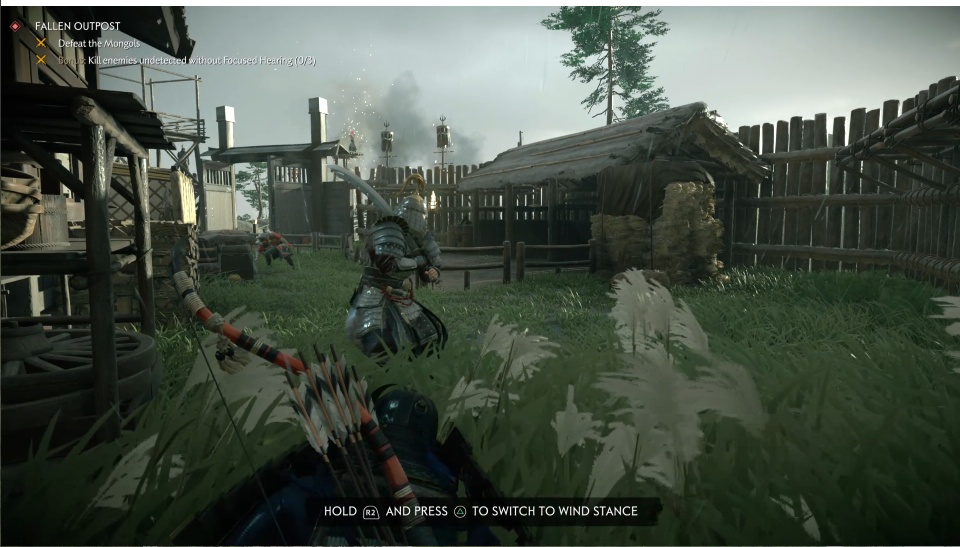 FALLEN OUTPOST
Defeat the Mongols
Bonus: Kill enemies undetected without Focused Hearing (0/3)
HOLD R2 AND PRESS TO SWITCH TO WIND STANCE